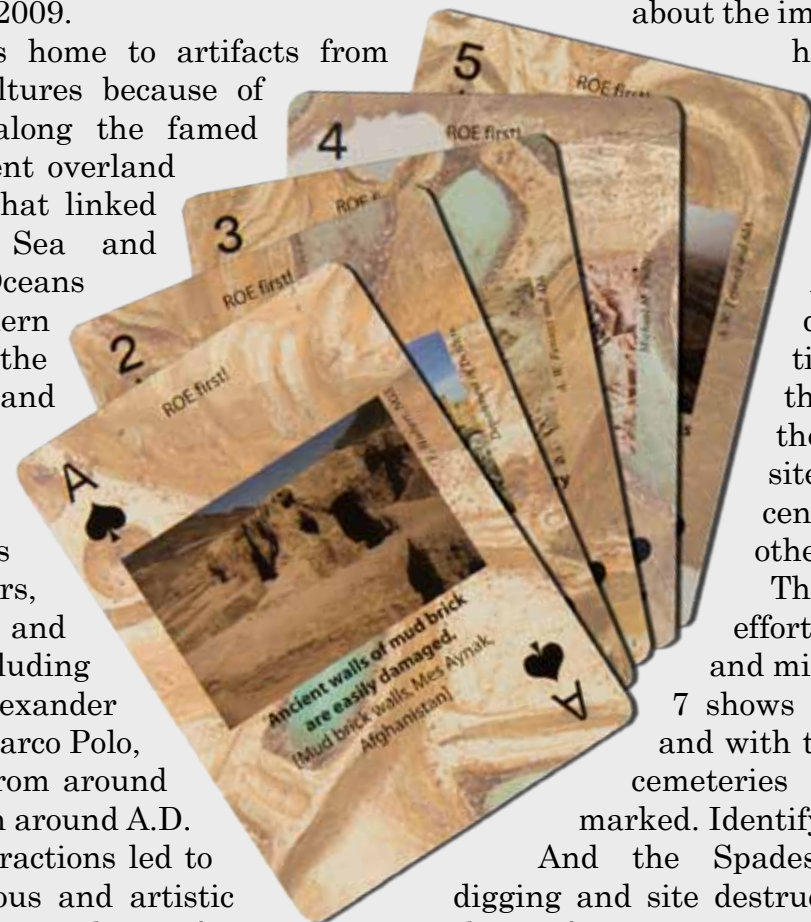 2009.
s home to artifacts from
ltures because of
along the famed
ent overland
hat linked
Sea and
Oceans
ern
the
and
s
rs,
and
luding
exander
arco Polo,
rom around
n around A.D.
ractions led to
ous and artistic
5
ROE first!
4
ROE first!
3
ROE
2
ROE first!
A
ROE first!
Ancient walls of mud brick
are easily damaged.
[Mud brick walls, Mes Aynak,
Afghanistan]
A
about the im
h
ti
th
the
site
cen
othe
Th
effort
and mi
7 shows
and with t
cemeteries
marked. Identify
And the Spades
digging and site destru